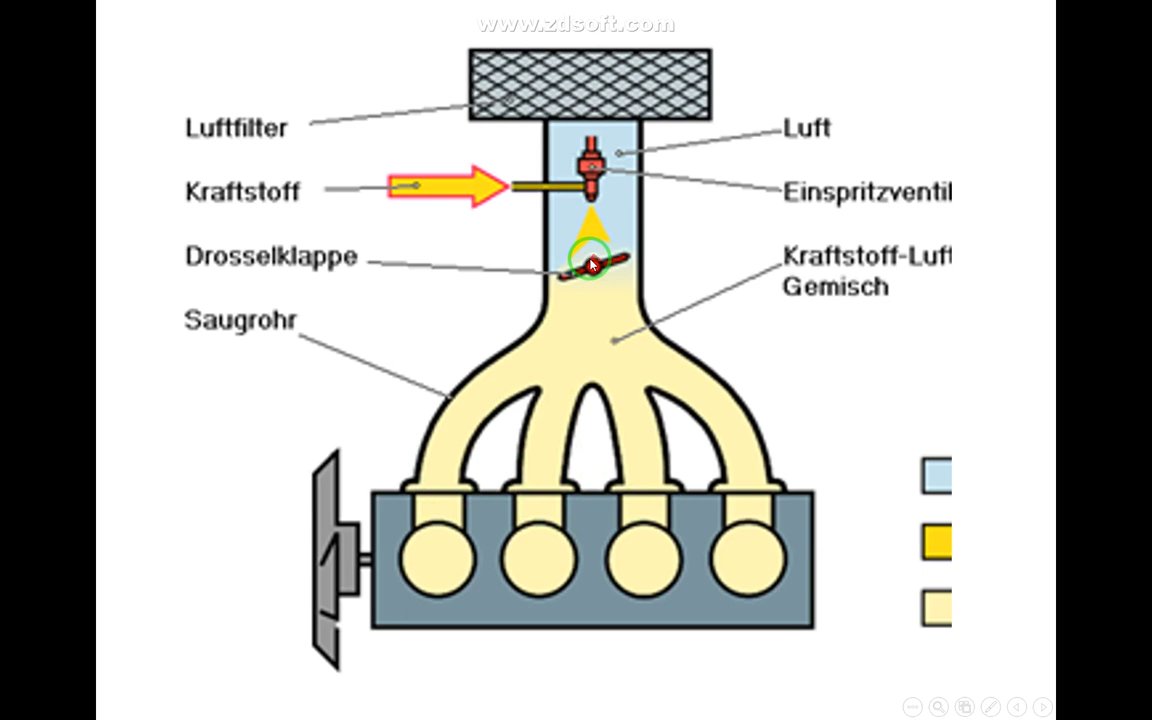 www.zdsoft.com
Luftfilter
Luft
Kraftstoff
Einspritzventil
Drosselklappe
Kraftstoff-Luft
Gemisch
Saugrohr